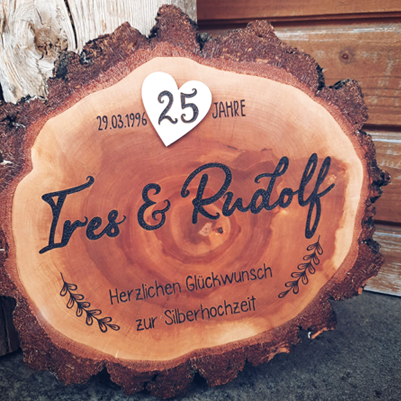 29.03.1996 25 JAHRE
Ires & Rudolf
Herzlichen Glückwunsch
zur Silberhochzeit